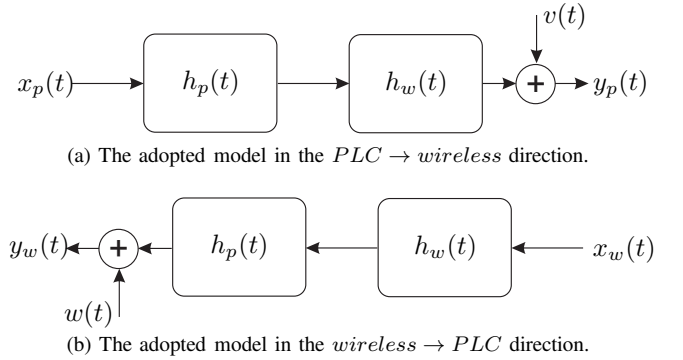 v(t)
x_p(t) h_p(t) h_w(t) + y_p(t)
(a) The adopted model in the PLC → wireless direction.
y_w(t) + h_p(t) h_w(t) x_w(t)
w(t)
(b) The adopted model in the wireless → PLC direction.